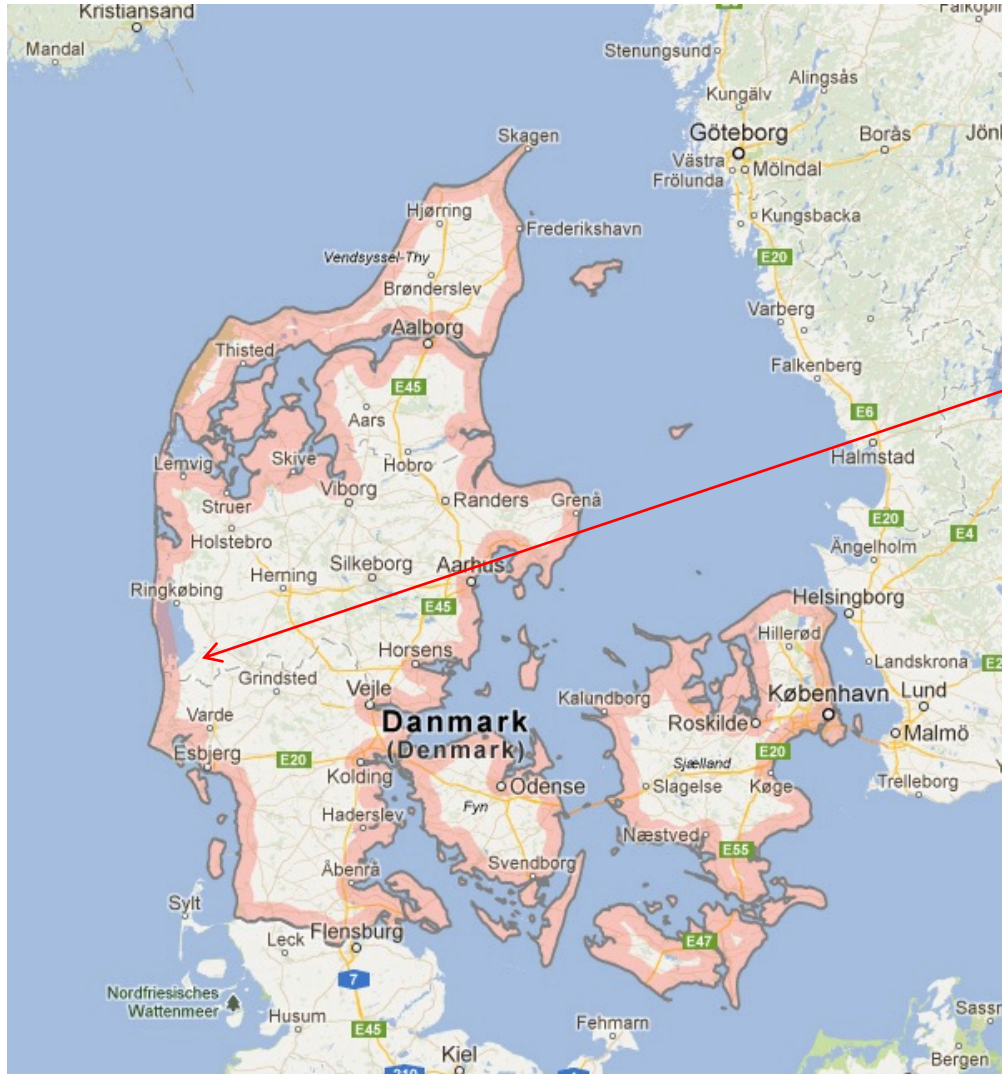 Kristiansand
Mandal
Stenungsund
Alingsås
Kungälv
Göteborg
Borås
Västra
Frölunda
Mölndal
Skagen
Hjørring
Frederikshavn
Kungsbacka
Vendsyssel-Thy
E20
Brønderslev
Varberg
Aalborg
Thisted
Falkenberg
E45
E6
Aars
Halmstad
Lemvig
Skive
Hobro
Viborg
Randers
Grenå
Struer
Holstebro
E20
E4
Ängelholm
Silkeborg
Aarhus
Herning
Ringkøbing
E45
Helsingborg
Hillerød
Horsens
Landskrona
Grindsted
Vejle
Kalundborg
København
Lund
Varde
Danmark
(Denmark)
Roskilde
Malmö
Esbjerg
E20
Kolding
E20
Sjælland
Trelleborg
Odense
Slagelse
Køge
Fyn
Haderslev
Næstved
E55
Svendborg
Åbenrå
Sylt
Flensburg
Leck
E47
7
Nordfriesisches
Wattenmeer
Husum
E45
Fehmarn
Kiel
Bergen